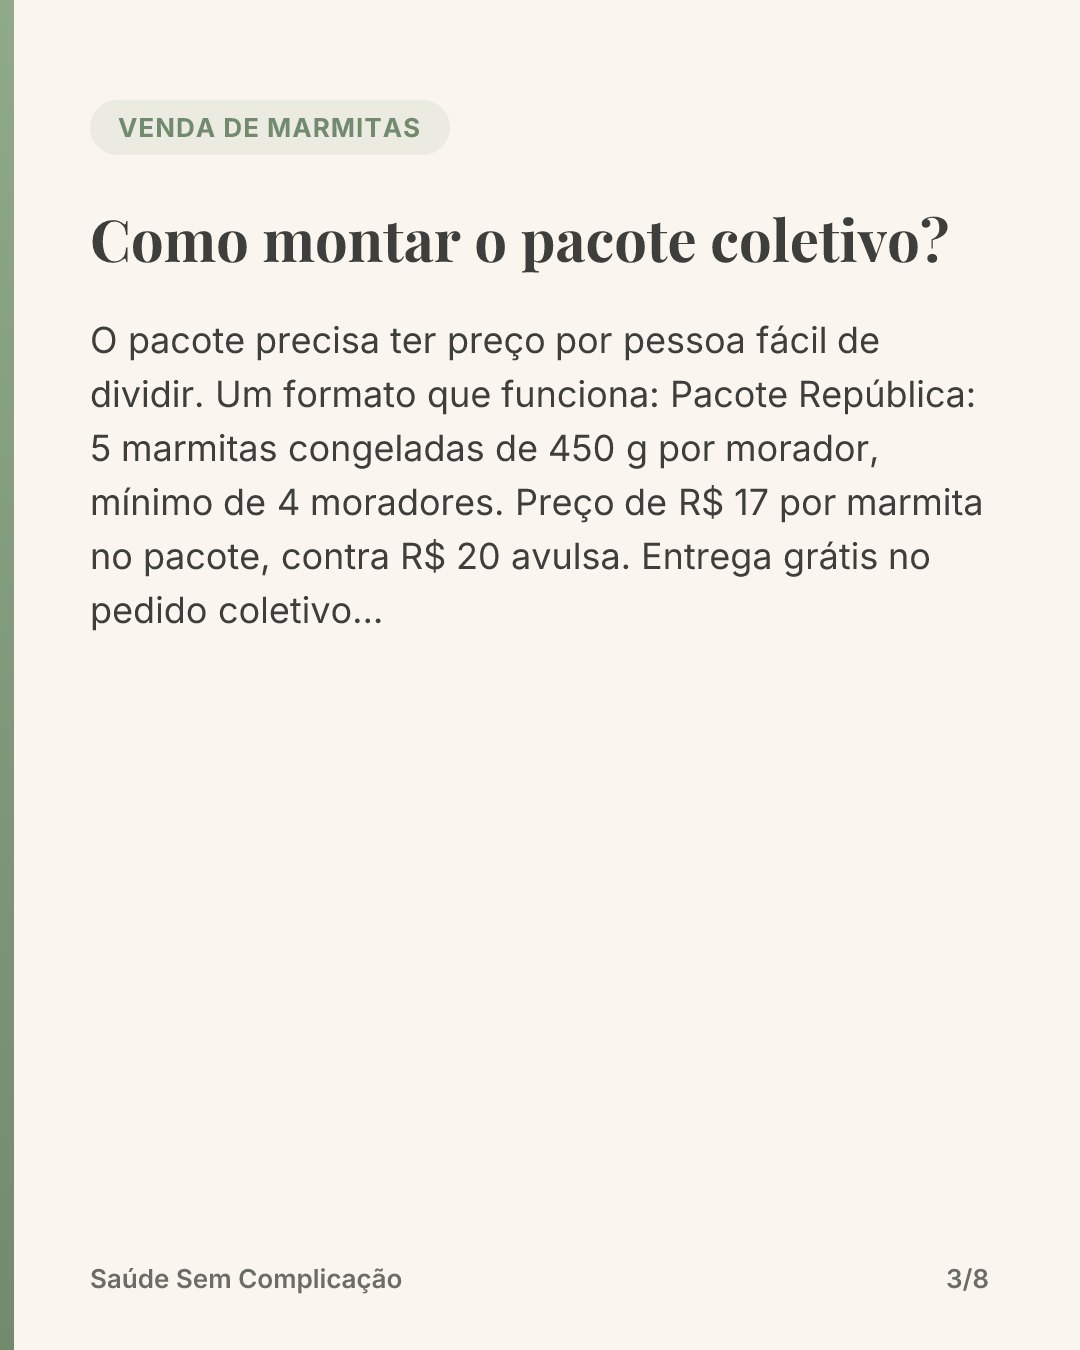 VENDA DE MARMITAS
Como montar o pacote coletivo?
O pacote precisa ter preço por pessoa fácil de
dividir. Um formato que funciona: Pacote República:
5 marmitas congeladas de 450 g por morador,
mínimo de 4 moradores. Preço de R$ 17 por marmita
no pacote, contra R$ 20 avulsa. Entrega grátis no
pedido coletivo...
Saúde Sem Complicação
3/8